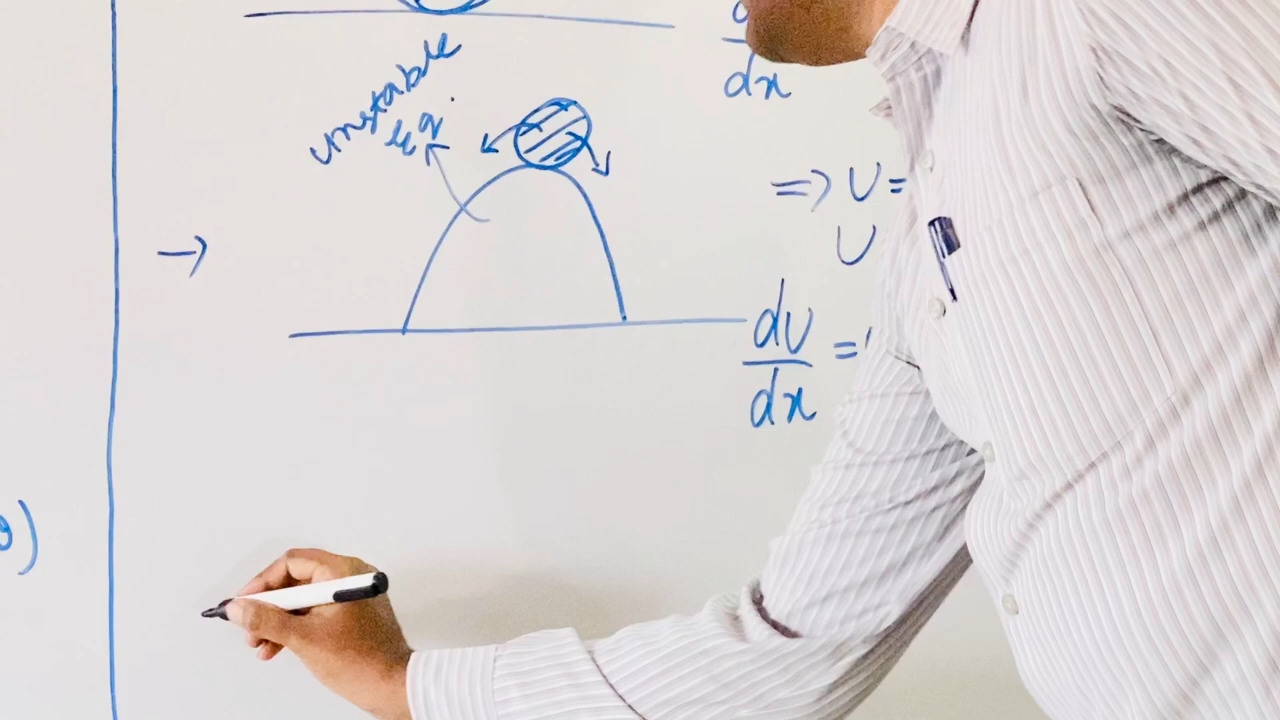 dx
unstable
eq.
→
⇒ U =
U
dU
dx
=
)